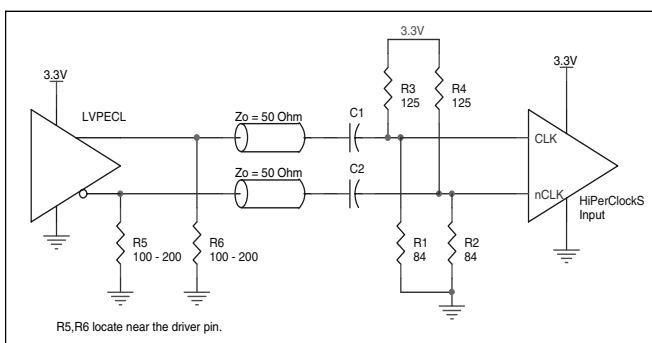 3.3V
3.3V
R3
125
R4
125
3.3V
LVPECL
Zo = 50 Ohm
C1
CLK
Zo = 50 Ohm
C2
nCLK
HiPerClockS
Input
R5
100 - 200
R6
100 - 200
R1
84
R2
84
R5,R6 locate near the driver pin.